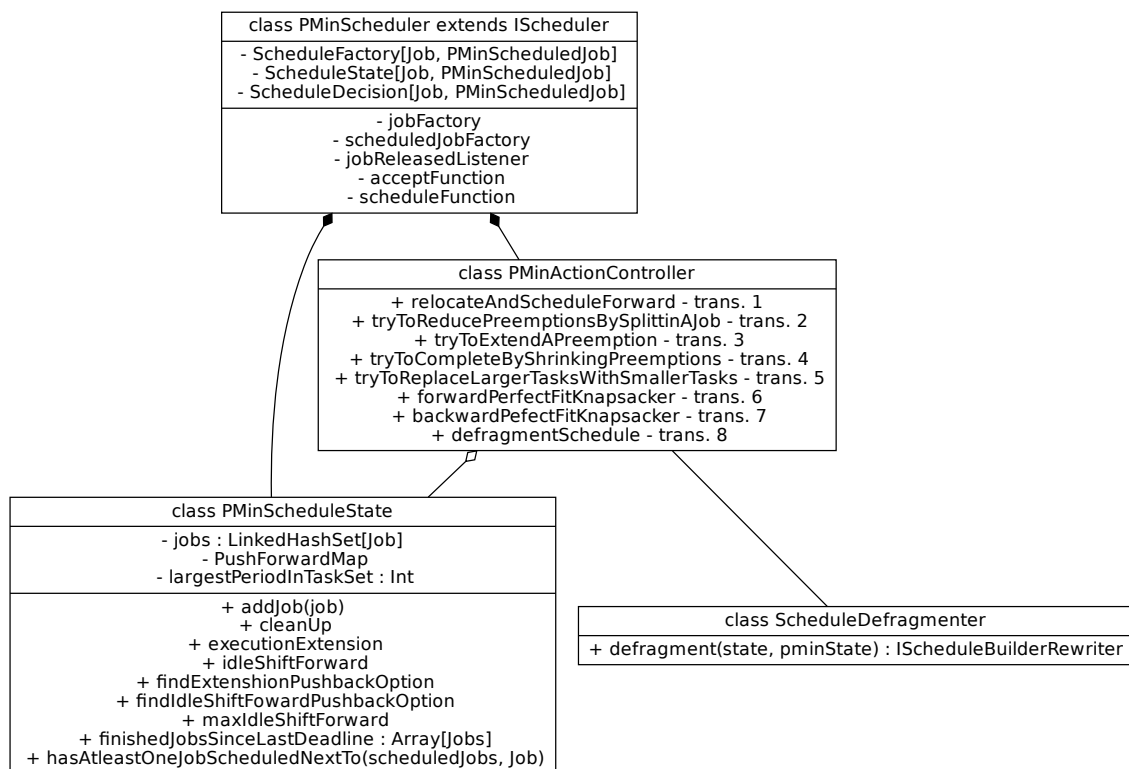 class PMinScheduler extends IScheduler
- ScheduleFactory[Job, PMinScheduledJob]
- ScheduleState[Job, PMinScheduledJob]
- ScheduleDecision[Job, PMinScheduledJob]
- jobFactory
- scheduledJobFactory
- jobReleasedListener
- acceptFunction
- scheduleFunction
class PMinActionController
+ relocateAndScheduleForward - trans. 1
+ tryToReducePreemptionsBySplittinAJob - trans. 2
+ tryToExtendAPreemption - trans. 3
+ tryToCompleteByShrinkingPreemptions - trans. 4
+ tryToReplaceLargerTasksWithSmallerTasks - trans. 5
+ forwardPerfectFitKnapsacker - trans. 6
+ backwardPefectFitKnapsacker - trans. 7
+ defragmentSchedule - trans. 8
class PMinScheduleState
- jobs : LinkedHashSet[Job]
- PushForwardMap
- largestPeriodInTaskSet : Int
+ addJob(job)
+ cleanUp
+ executionExtension
+ idleShiftForward
+ findExtenshionPushbackOption
+ findIdleShiftFowardPushbackOption
+ maxIdleShiftForward
+ finishedJobsSinceLastDeadline : Array[Jobs]
+ hasAtleastOneJobScheduledNextTo(scheduledJobs, Job)
class ScheduleDefragmenter
+ defragment(state, pminState) : IScheduleBuilderRewriter